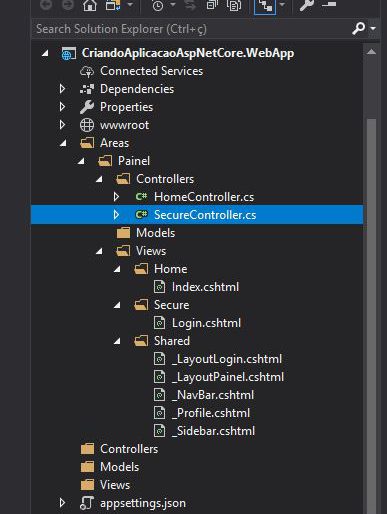 Search Solution Explorer (Ctrl+ç)
CriandoAplicacaoAspNetCore.WebApp
Connected Services
Dependencies
Properties
wwwroot
Areas
Painel
Controllers
C# HomeController.cs
C# SecureController.cs
Models
Views
Home
Index.cshtml
Secure
Login.cshtml
Shared
_LayoutLogin.cshtml
_LayoutPainel.cshtml
_NavBar.cshtml
_Profile.cshtml
_Sidebar.cshtml
Controllers
Models
Views
appsettings.json